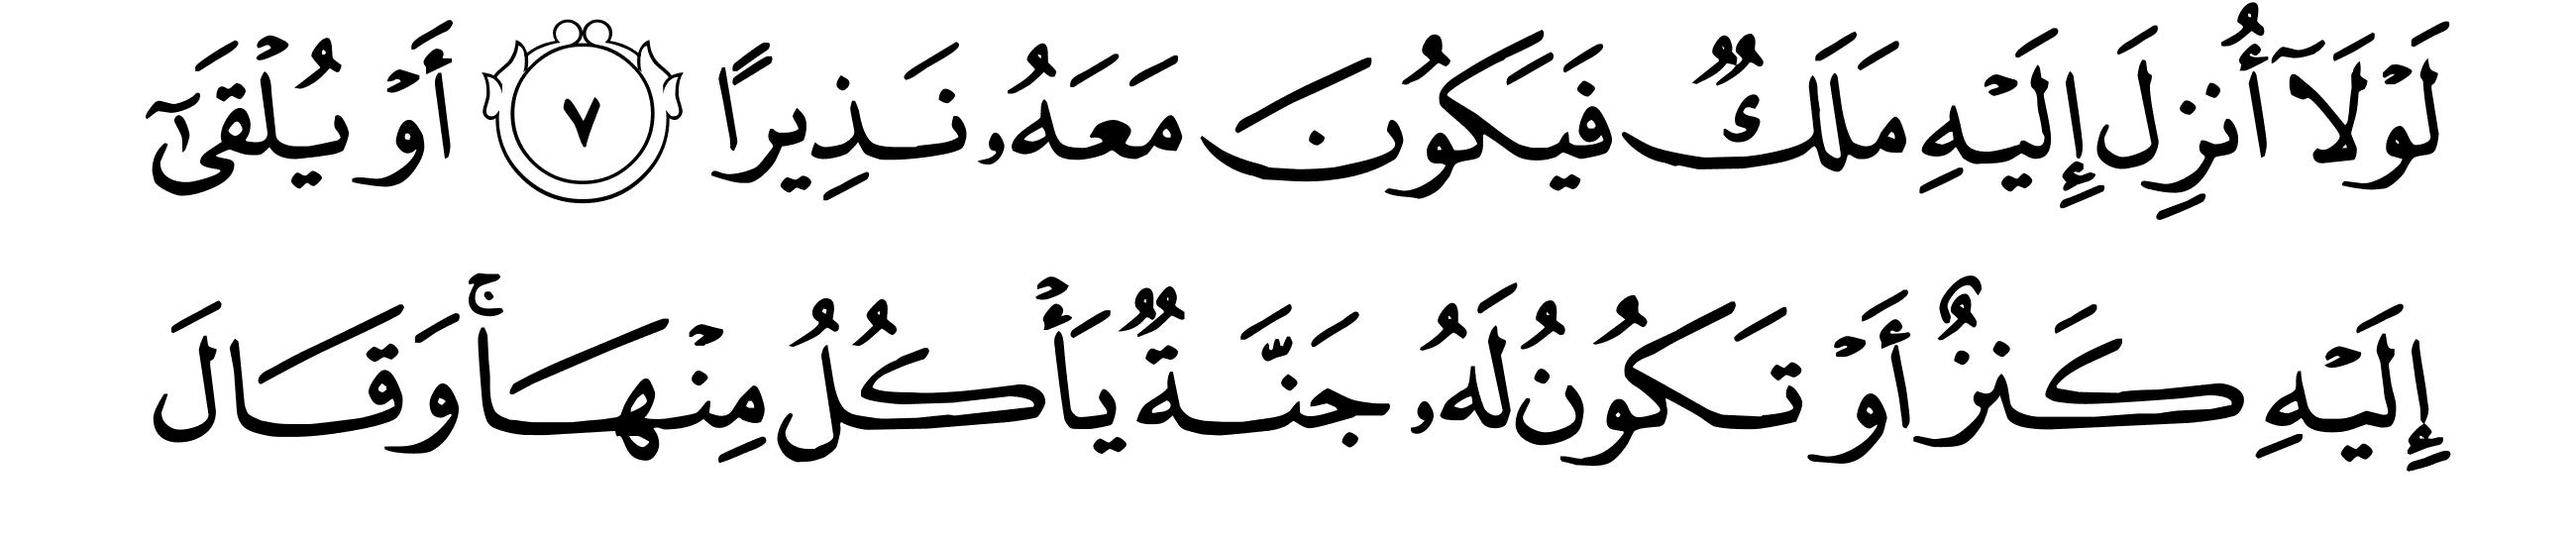 لَوْلَآ أُنزِلَ إِلَيْهِ مَلَكٌ فَيَكُونَ مَعَهُۥ نَذِيرًا ٧ أَوْ يُلْقَىٰٓ
إِلَيْهِ كَنزٌ أَوْ تَكُونُ لَهُۥ جَنَّةٌ يَأْكُلُ مِنْهَا ۚ وَقَالَ